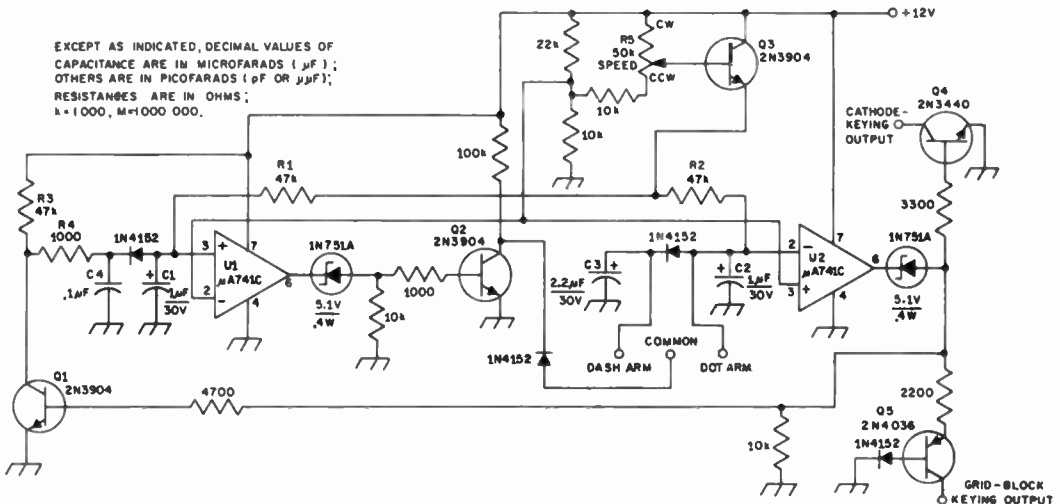 EXCEPT AS INDICATED, DECIMAL VALUES OF
CAPACITANCE ARE IN MICROFARADS (μF);
OTHERS ARE IN PICOFARADS (pF OR μμF);
RESISTANCES ARE IN OHMS;
k=1000, M=1000 000.
+12V
22k
R5
50k
SPEED
CW
CCW
10k
10k
Q3
2N3904
Q4
2N3440
CATHODE-
KEYING
OUTPUT
100k
R1
47k
R2
47k
R3
47k
R4
1000
1N4152
C4
.1μF
C1
+
1μF
30V
3
+
2
-
7
4
6
U1
μA741C
1N751A
5.1V
.4W
10k
1000
Q2
2N3904
1N4152
C3
+
2.2μF
30V
1N4152
C2
+
1μF
30V
DASH ARM
COMMON
DOT ARM
2
-
3
+
7
4
6
U2
μA741C
1N751A
5.1V
.4W
3300
Q1
2N3904
4700
10k
2200
Q5
2N4036
1N4152
GRID-BLOCK
KEYING OUTPUT